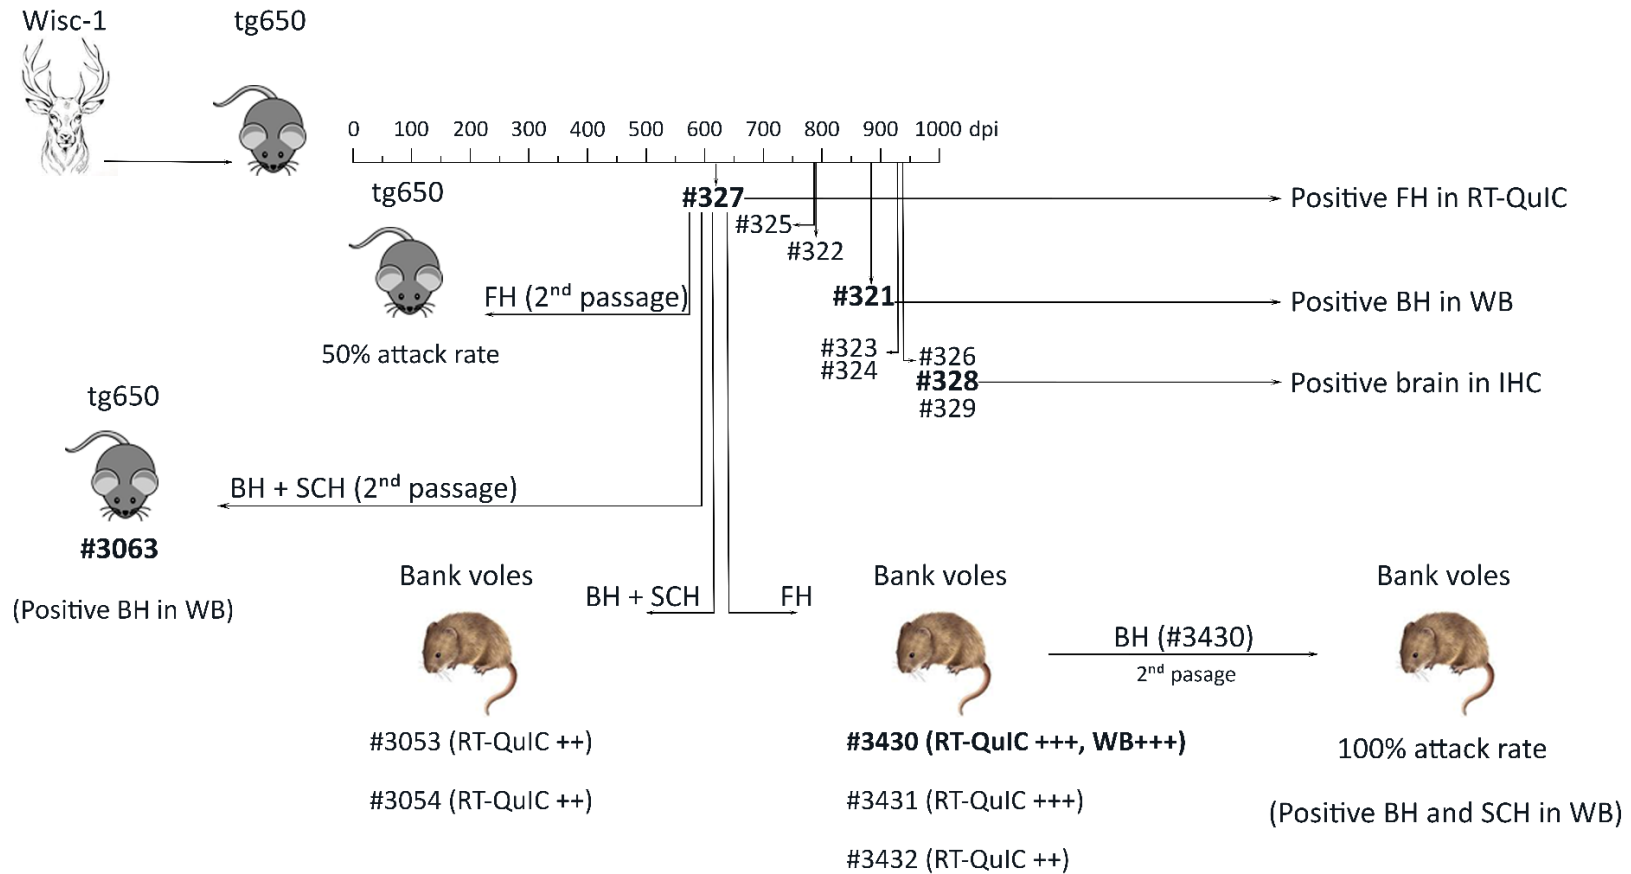 Wisc-1
tg650
0 100 200 300 400 500 600 700 800 900 1000 dpi
tg650
#327
Positive FH in RT-QuIC
#325
#322
FH (2nd passage)
#321
Positive BH in WB
50% attack rate
#323
#324
#326
#328
Positive brain in IHC
#329
tg650
BH + SCH (2nd passage)
#3063
(Positive BH in WB)
Bank voles
BH + SCH
FH
Bank voles
BH (#3430)
2nd pasage
Bank voles
#3053 (RT-QuIC ++)
#3054 (RT-QuIC ++)
#3430 (RT-QuIC +++, WB+++)
#3431 (RT-QuIC +++)
#3432 (RT-QuIC ++)
100% attack rate
(Positive BH and SCH in WB)